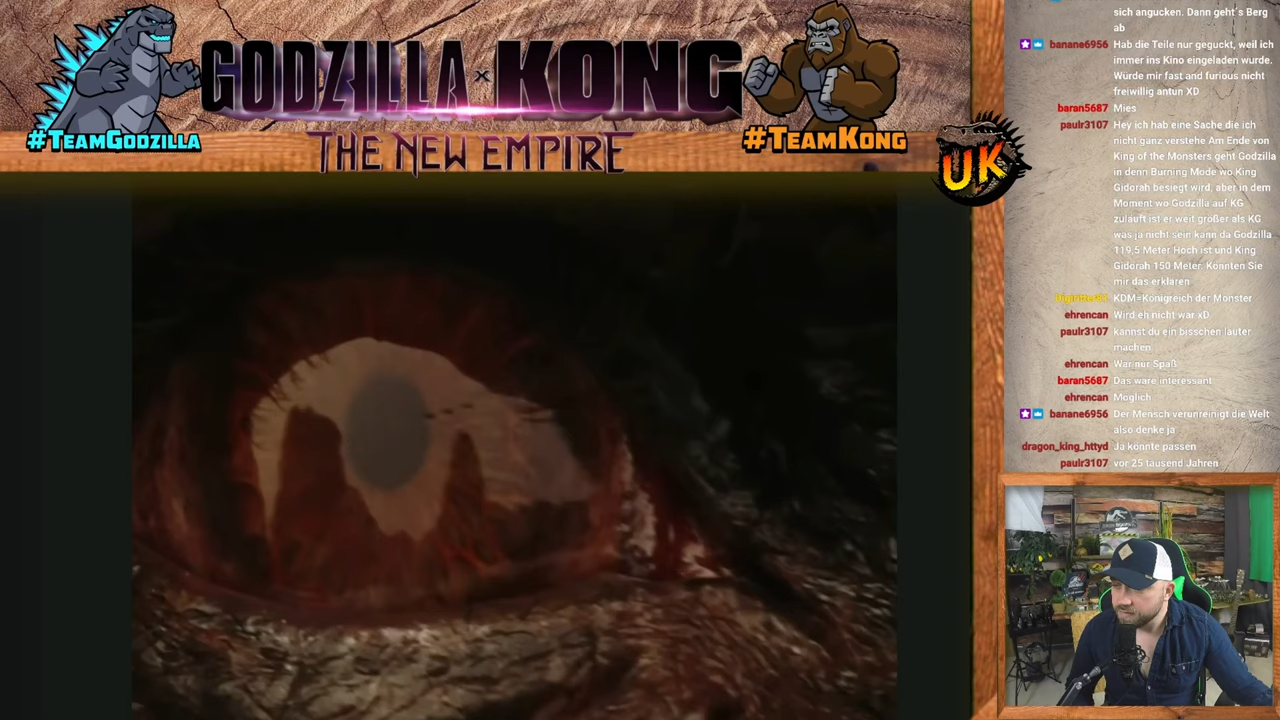 GODZILLA x KONG
THE NEW EMPIRE
#TEAMGODZILLA
#TEAMKONG
UK
sich angucken. Dann geht´s Berg
ab
banane6956 Hab die Teile nur geguckt, weil ich
immer ins Kino eingeladen wurde.
Würde mir fast and furious nicht
freiwillig antun XD
baran5687 Mies
paulr3107 Hey ich hab eine Sache die ich
nicht ganz verstehe Am Ende von
King of the Monsters geht Godzilla
in denn Burning Mode wo King
Gidorah besiegt wird, aber in dem
Moment wo Godzilla auf KG
zuläuft ist er weit größer als KG
was ja nicht sein kann da Godzilla
119,5 Meter Hoch ist und King
Gidorah 150 Meter. Könnten Sie
mir das erklären
KDM=Königreich der Monster
ehrencan Wird eh nicht war xD
paulr3107 kannst du ein bisschen lauter
machen
ehrencan War nur Spaß
baran5687 Das wäre interessant
ehrencan Möglich
banane6956 Der Mensch verunreinigt die Welt
also denke ja
dragon_king_httyd Ja könnte passen
paulr3107 vor 25 tausend Jahren